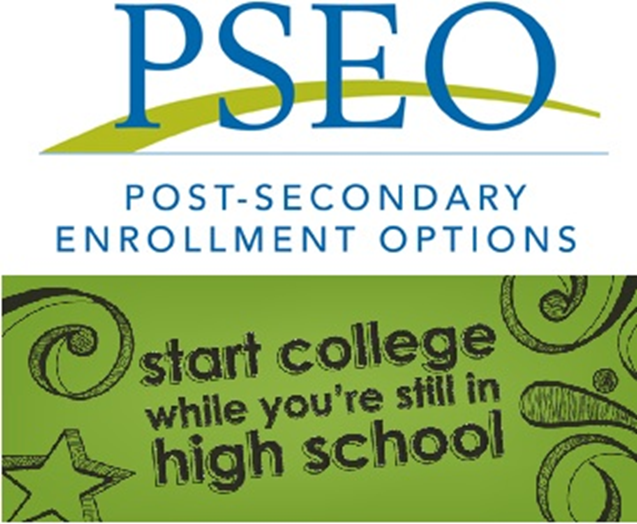 PSEO
POST-SECONDARY
ENROLLMENT OPTIONS
start college
while you're still in
high school